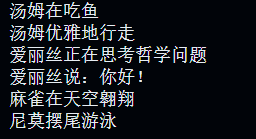 汤姆在吃鱼
汤姆优雅地行走
爱丽丝正在思考哲学问题
爱丽丝说：你好！
麻雀在天空翱翔
尼莫摆尾游泳